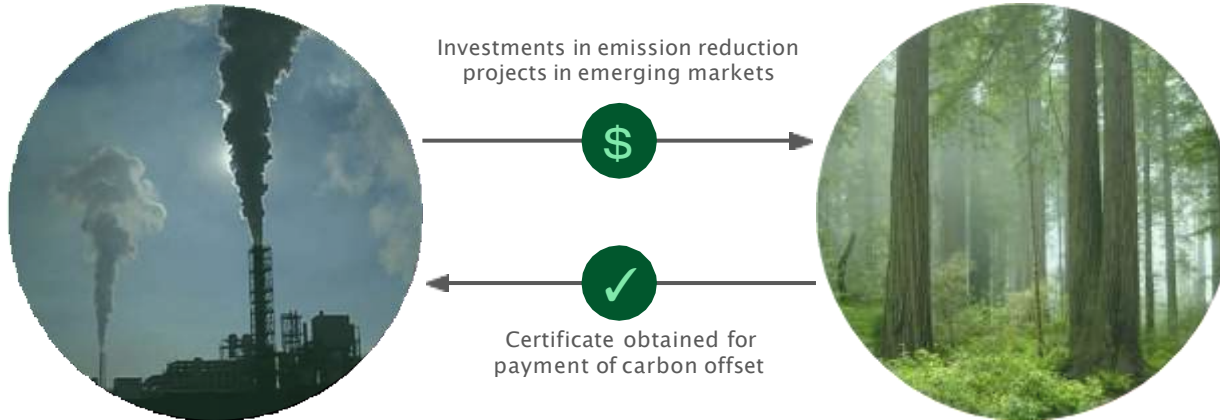 Investments in emission reduction
projects in emerging markets
$
✓
Certificate obtained for
payment of carbon offset